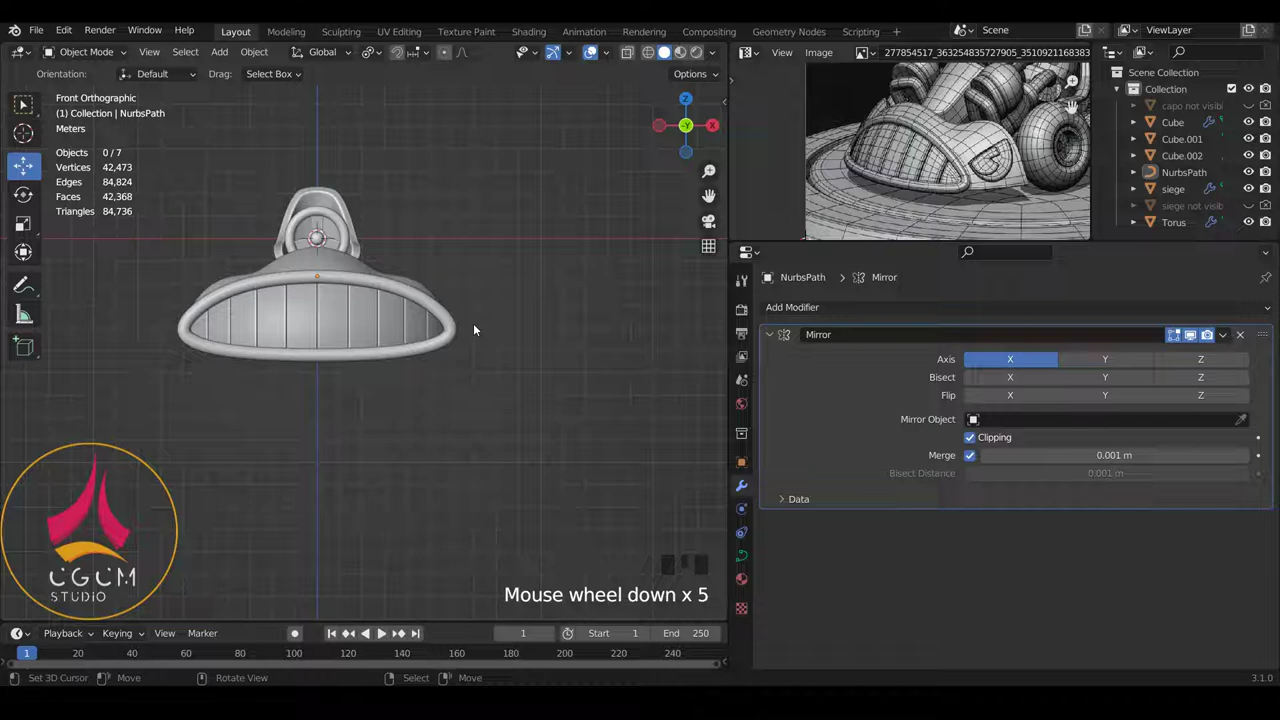 File Edit Render Window Help Layout Modeling Sculpting UV Editing Texture Paint Shading Animation Rendering Compositing Geometry Nodes Scripting Scene ViewLayer
Object Mode View Select Add Object Global View Image 277854517_363254835727905_3510921168383
Orientation: Default Drag: Select Box Options Scene Collection
Front Orthographic Collection
(1) Collection | NurbsPath capo not visibl
Meters Cube
Cube.001
Objects 0/7 Cube.002
Vertices 42,473 NurbsPath
Edges 84,824 siege
Faces 42,368 siege not visib
Triangles 84,736 Torus
X
-Y
Z
NurbsPath Mirror
Add Modifier
Mirror
Axis X Y Z
Bisect X Y Z
Flip X Y Z
Mirror Object
Clipping
Merge 0.001 m
Bisect Distance 0.001 m
Data
CGCM
STUDIO
Mouse wheel down x 5
Playback Keying View Marker 1 Start 1 End 250
1 20 40 60 80 100 120 140 160 180 200 220 240
Set 3D Cursor Move Rotate View Select Move 3.1.0